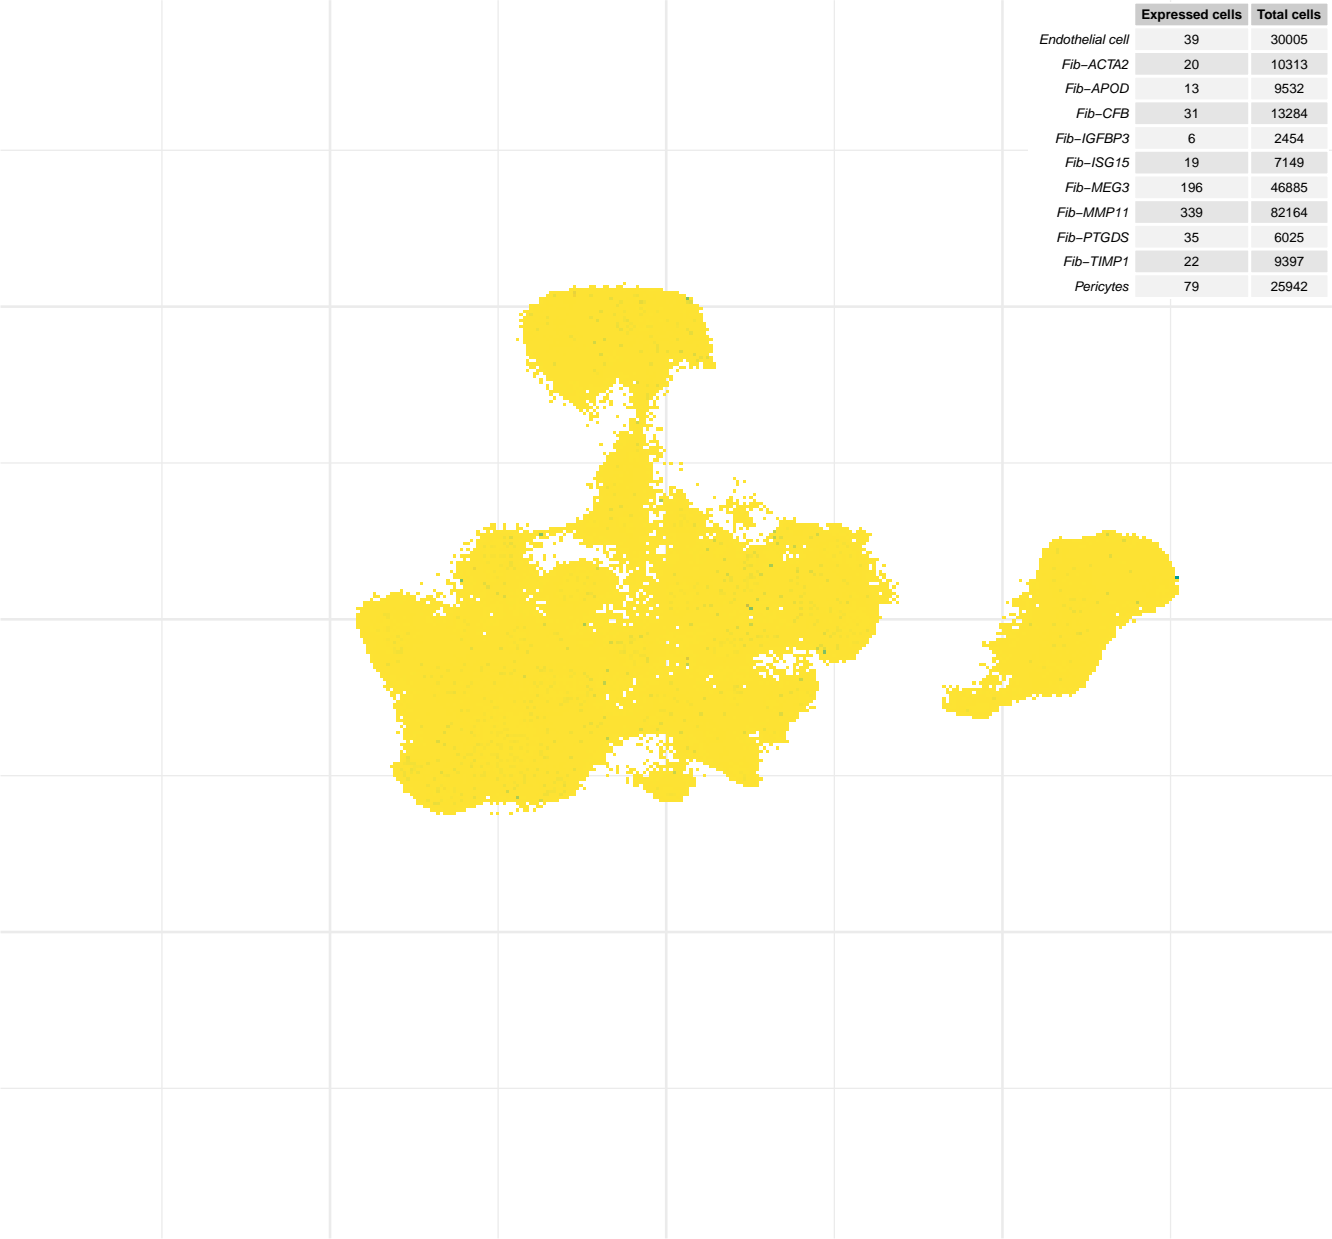 Expressed cells Total cells
Endothelial cell 39 30005
Fib−ACTA2 20 10313
Fib−APOD 13 9532
Fib−CFB 31 13284
Fib−IGFBP3 6 2454
Fib−ISG15 19 7149
Fib−MEG3 196 46885
Fib−MMP11 339 82164
Fib−PTGDS 35 6025
Fib−TIMP1 22 9397
Pericytes 79 25942